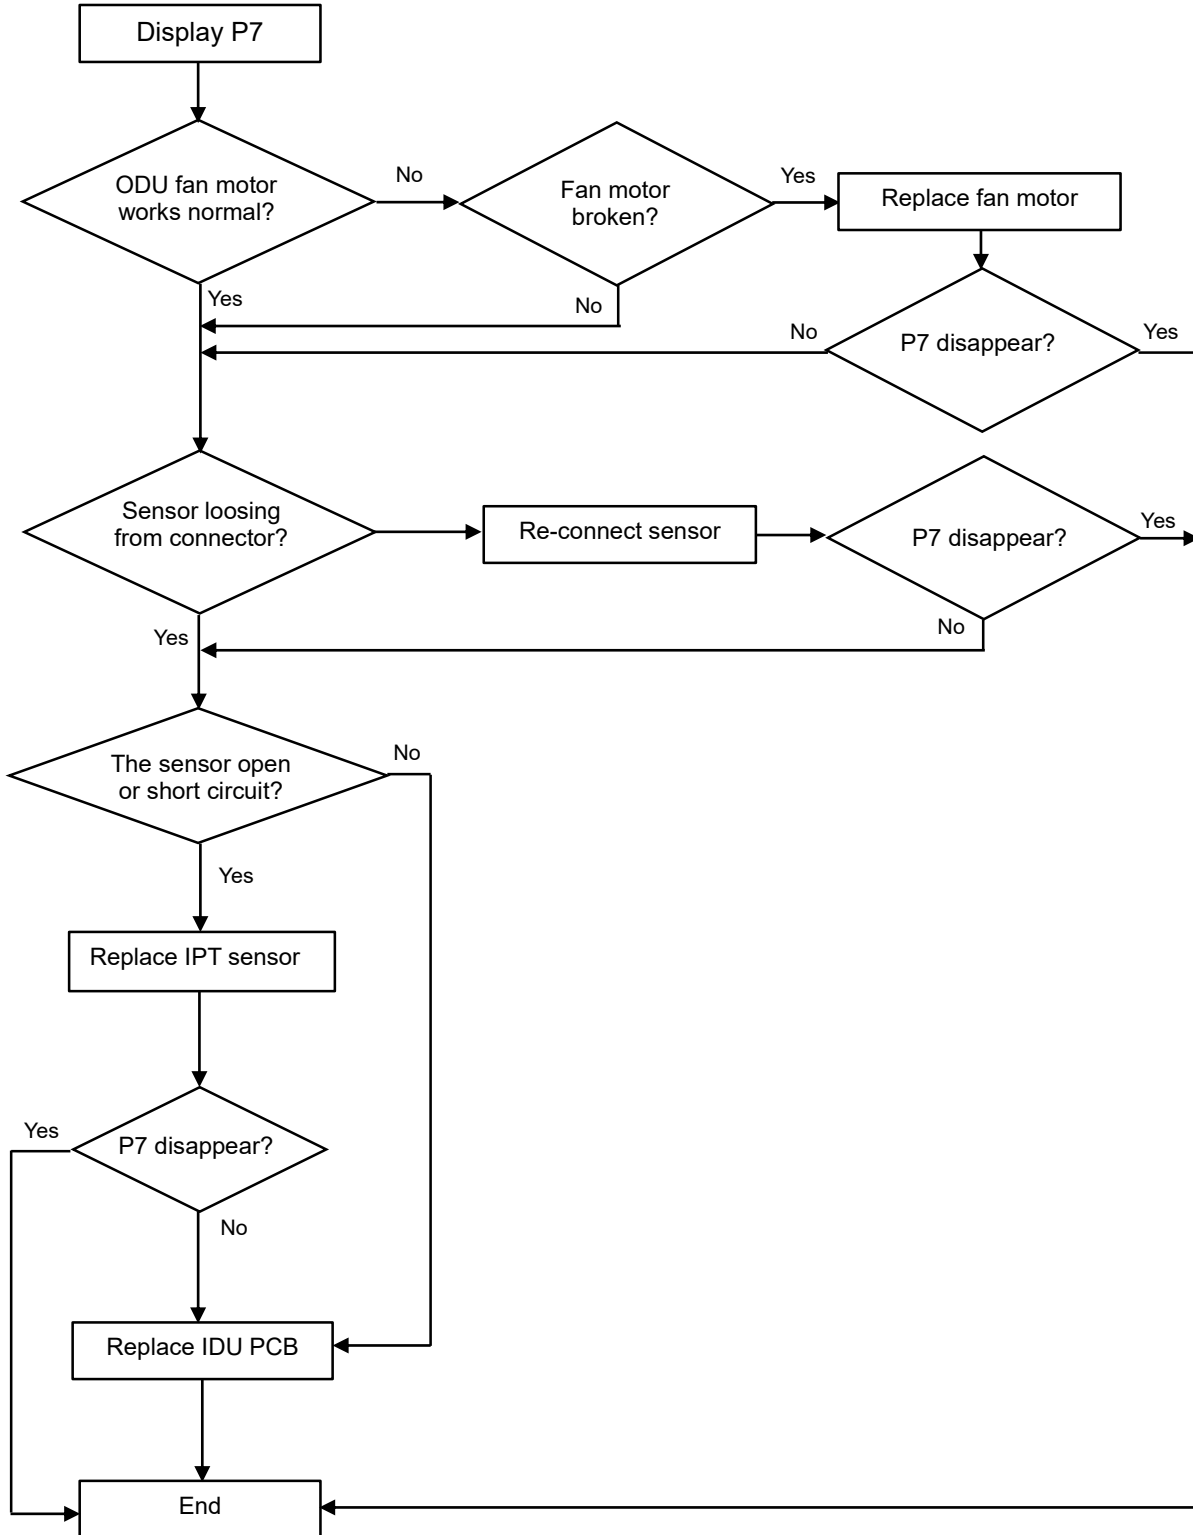 Display P7
ODU fan motor
works normal?
No
Fan motor
broken?
Yes
Replace fan motor
Yes
No
No
P7 disappear?
Yes
Sensor loosing
from connector?
Re-connect sensor
P7 disappear?
Yes
Yes
No
The sensor open
or short circuit?
No
Yes
Replace IPT sensor
Yes
P7 disappear?
No
Replace IDU PCB
End